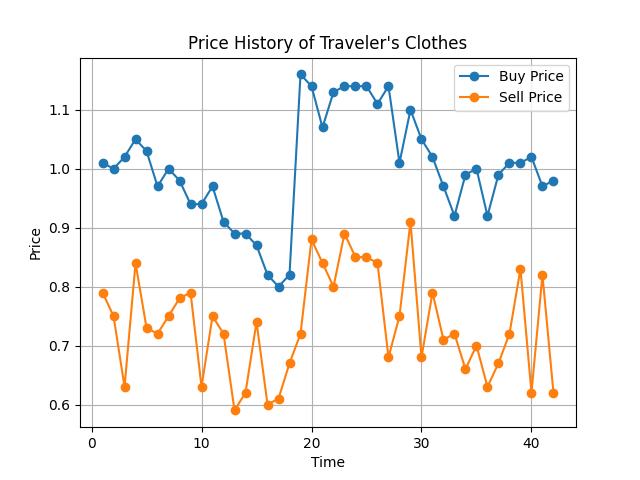 Price History of Traveler's Clothes
Buy Price
Sell Price
1.1
1.0
0.9
0.8
0.7
0.6
Price
0 10 20 30 40
Time